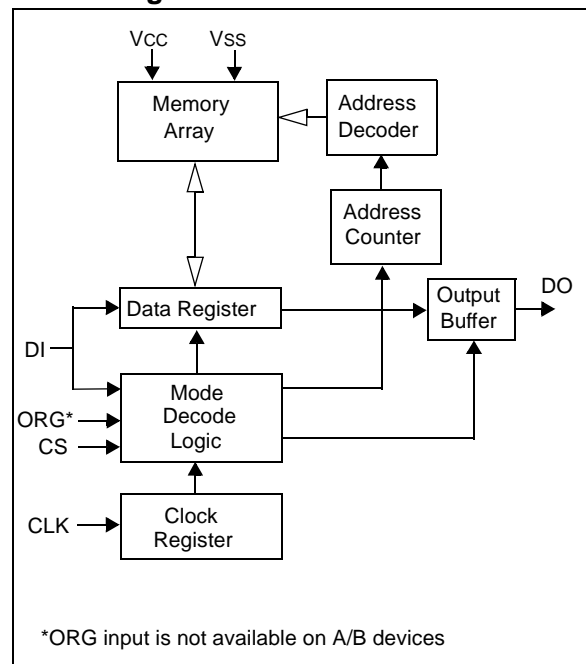 VCC
VSS
Memory
Array
Address
Decoder
Address
Counter
Data Register
Output
Buffer
DO
DI
Mode
Decode
Logic
ORG*
CS
CLK
Clock
Register
*ORG input is not available on A/B devices